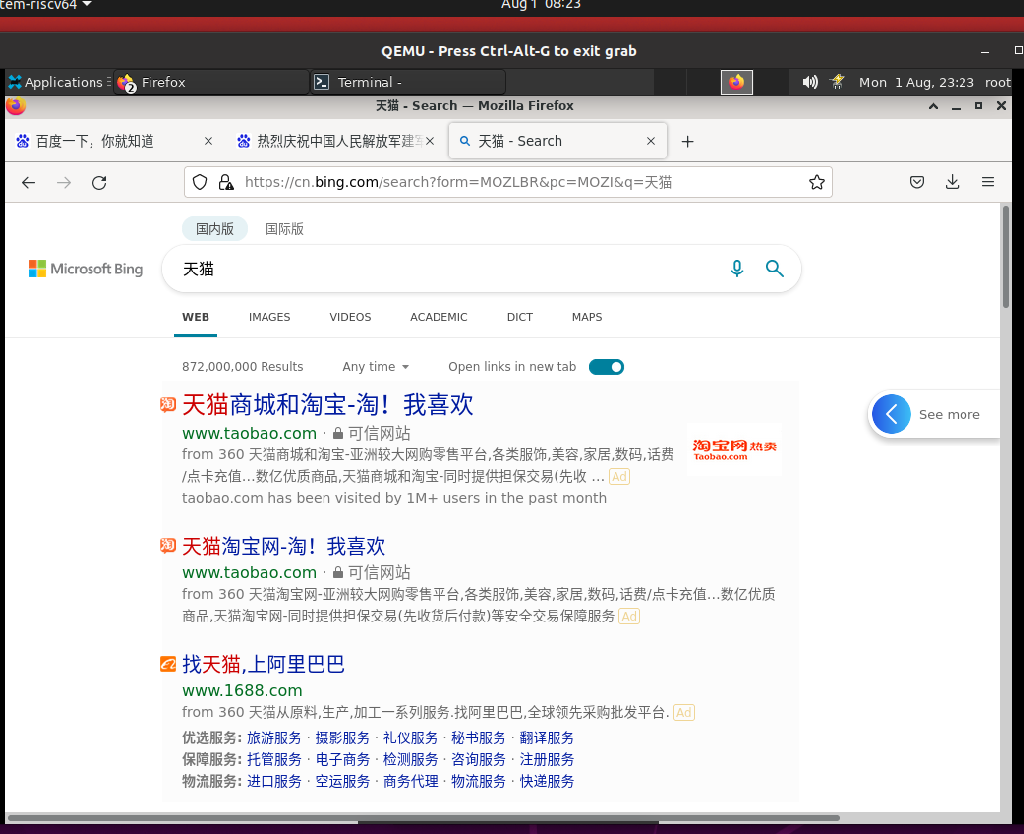 tem-riscv64
Aug 1 08:23
QEMU - Press Ctrl-Alt-G to exit grab
Applications
2 Firefox
Terminal -
Mon 1 Aug, 23:23 root
天猫 - Search — Mozilla Firefox
百度一下，你就知道
热烈庆祝中国人民解放军建军
天猫 - Search
https://cn.bing.com/search?form=MOZLBR&pc=MOZI&q=天猫
国内版 国际版
Microsoft Bing
天猫
WEB IMAGES VIDEOS ACADEMIC DICT MAPS
872,000,000 Results Any time Open links in new tab
See more
淘 天猫商城和淘宝-淘！我喜欢
www.taobao.com · 可信网站
from 360 天猫商城和淘宝-亚洲较大网购零售平台,各类服饰,美容,家居,数码,话费
/点卡充值…数亿优质商品,天猫商城和淘宝-同时提供担保交易(先收 … Ad
taobao.com has been visited by 1M+ users in the past month
淘宝网 热卖
Taobao.com
淘 天猫淘宝网-淘！我喜欢
www.taobao.com · 可信网站
from 360 天猫淘宝网-亚洲较大网购零售平台,各类服饰,美容,家居,数码,话费/点卡充值…数亿优质
商品,天猫淘宝网-同时提供担保交易(先收货后付款)等安全交易保障服务 Ad
找天猫,上阿里巴巴
www.1688.com
from 360 天猫从原料,生产,加工一系列服务.找阿里巴巴,全球领先采购批发平台. Ad
优选服务: 旅游服务 · 摄影服务 · 礼仪服务 · 秘书服务 · 翻译服务
保障服务: 托管服务 · 电子商务 · 检测服务 · 咨询服务 · 注册服务
物流服务: 进口服务 · 空运服务 · 商务代理 · 物流服务 · 快递服务